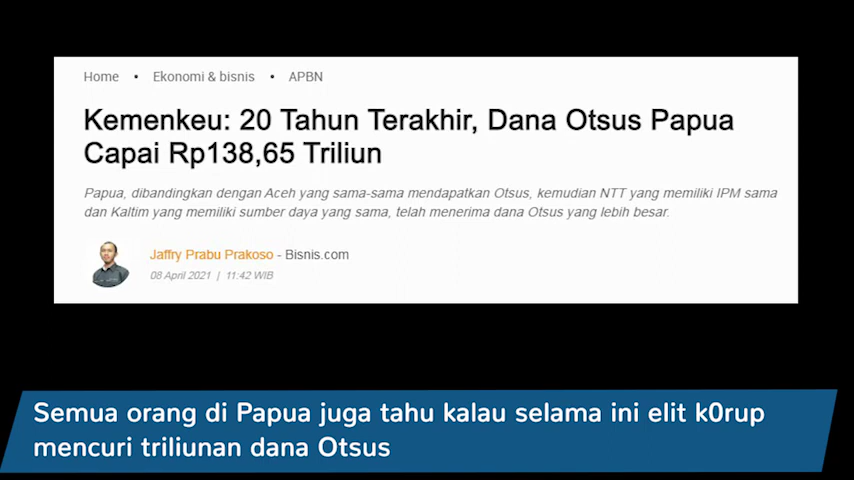 Home • Ekonomi & bisnis • APBN
Kemenkeu: 20 Tahun Terakhir, Dana Otsus Papua
Capai Rp138,65 Triliun
Papua, dibandingkan dengan Aceh yang sama-sama mendapatkan Otsus, kemudian NTT yang memiliki IPM sama
dan Kaltim yang memiliki sumber daya yang sama, telah menerima dana Otsus yang lebih besar.
Jaffry Prabu Prakoso - Bisnis.com
08 April 2021 | 11:42 WIB
Semua orang di Papua juga tahu kalau selama ini elit k0rup
mencuri triliunan dana Otsus